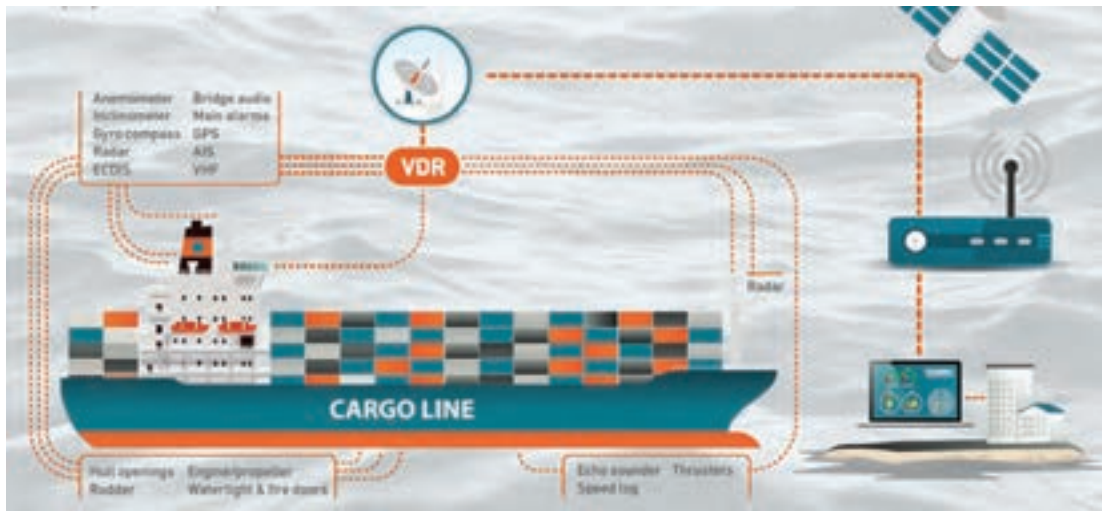 Anemometer Bridge audio
Inclinometer Main alarms
Gyro compass GPS
Radar AIS
ECDIS VHF
VDR
Radar
CARGO LINE
Hull openings Engine/propeller
Rudder Watertight & fire doors
Echo sounder Thrusters
Speed log